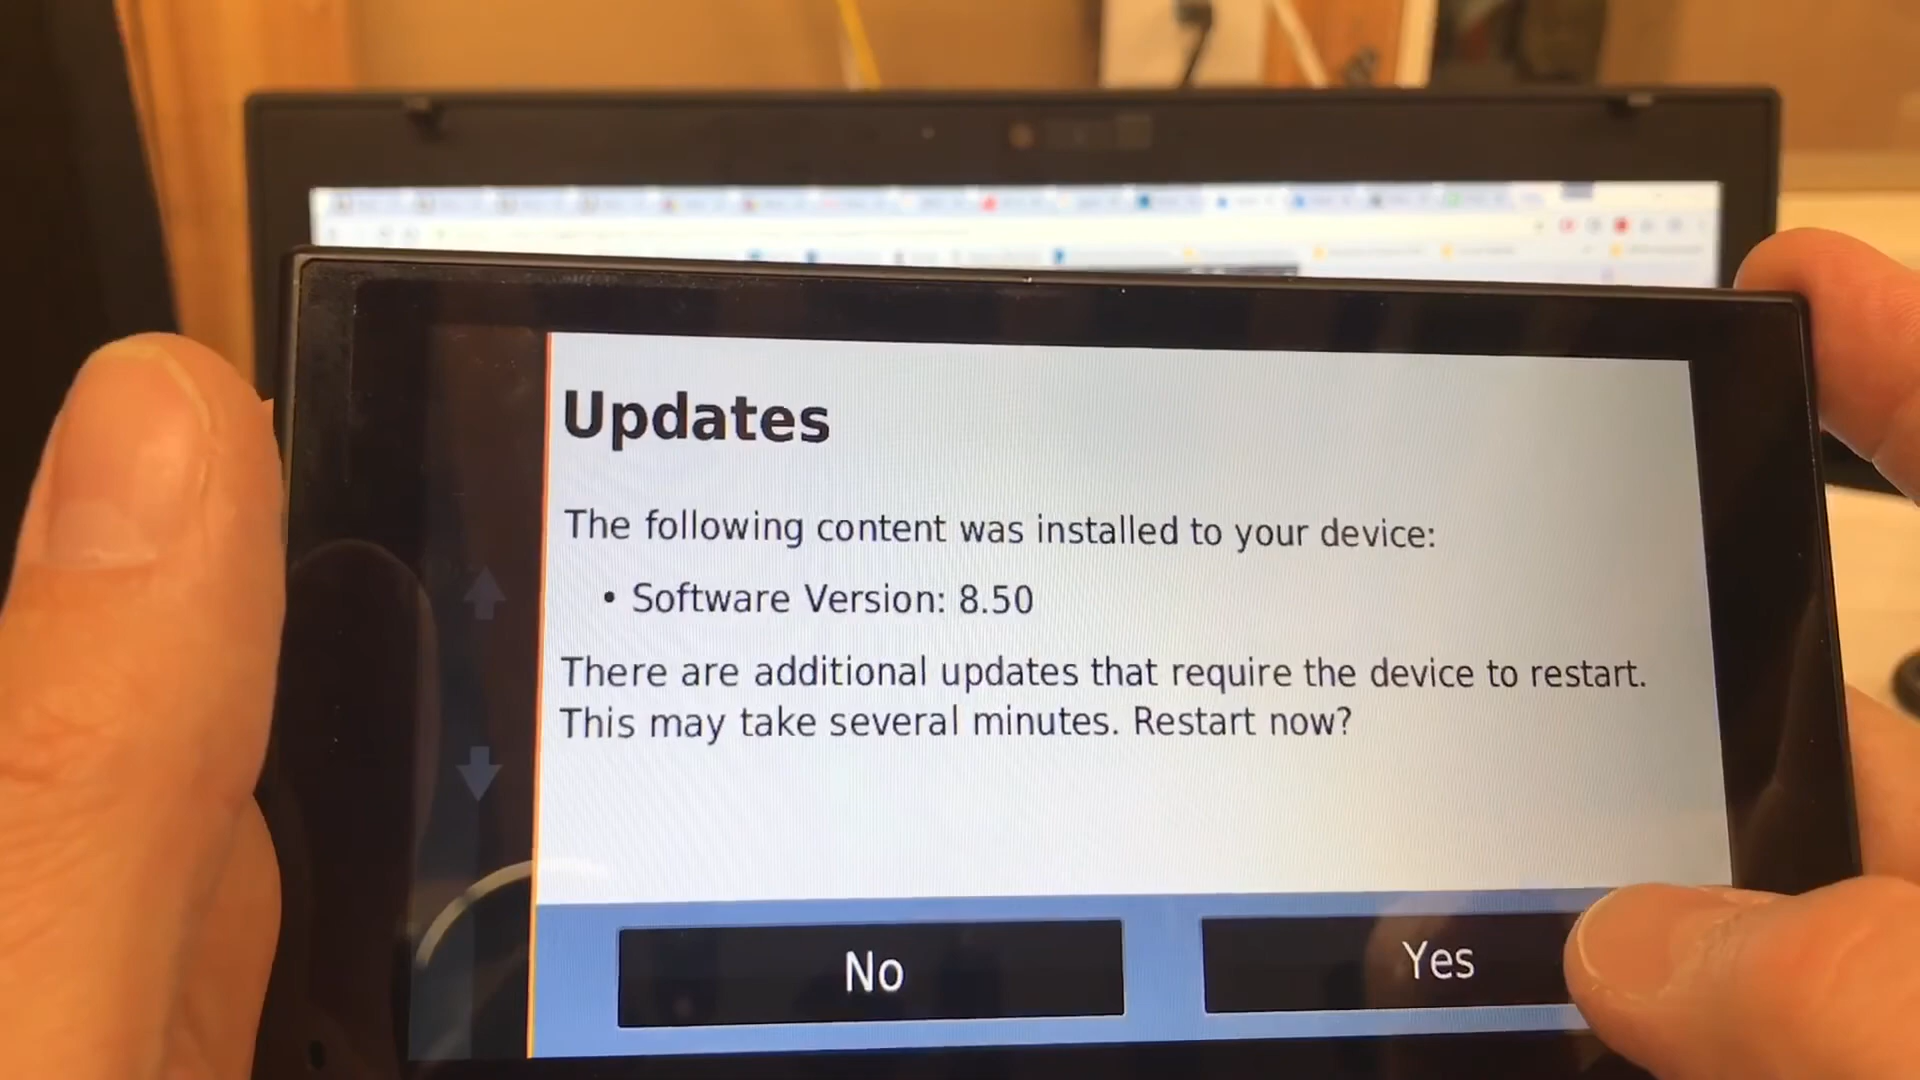 Updates
The following content was installed to your device:
• Software Version: 8.50
There are additional updates that require the device to restart.
This may take several minutes. Restart now?
No
Yes